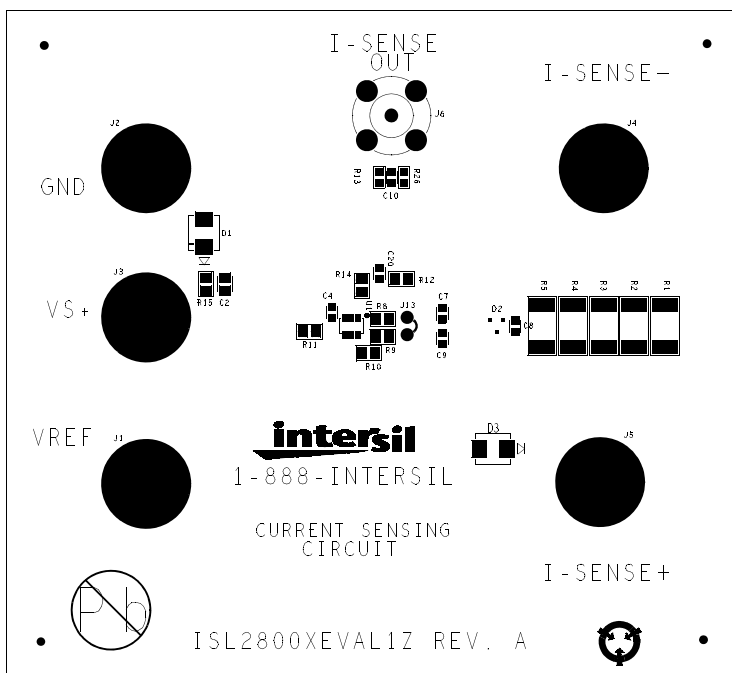 I-SENSE
OUT
I-SENSE-
J2
J6
J4
R13
C10
R26
GND
D1
J3
VS+
R15
C2
C20
R14
R12
C4
U1
R8
J13
C7
R11
R9
R10
C9
D2
C8
R5
R4
R3
R2
R1
VREF
J1
intersil
1-888-INTERSIL
D3
J5
CURRENT SENSING
CIRCUIT
I-SENSE+
Pb
ISL2800XEVAL1Z REV. A